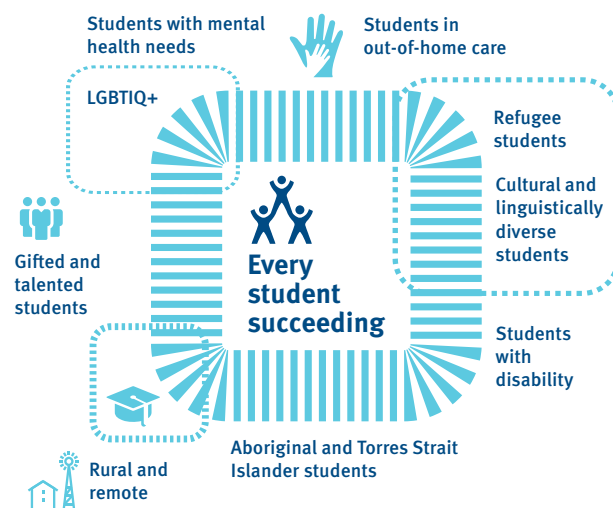 Students with mental
health needs
Students in
out-of-home care
LGBTIQ+
Refugee
students
Cultural and
linguistically
diverse
students
Gifted and
talented
students
Every
student
succeeding
Students
with
disability
Aboriginal and Torres Strait
Islander students
Rural and
remote